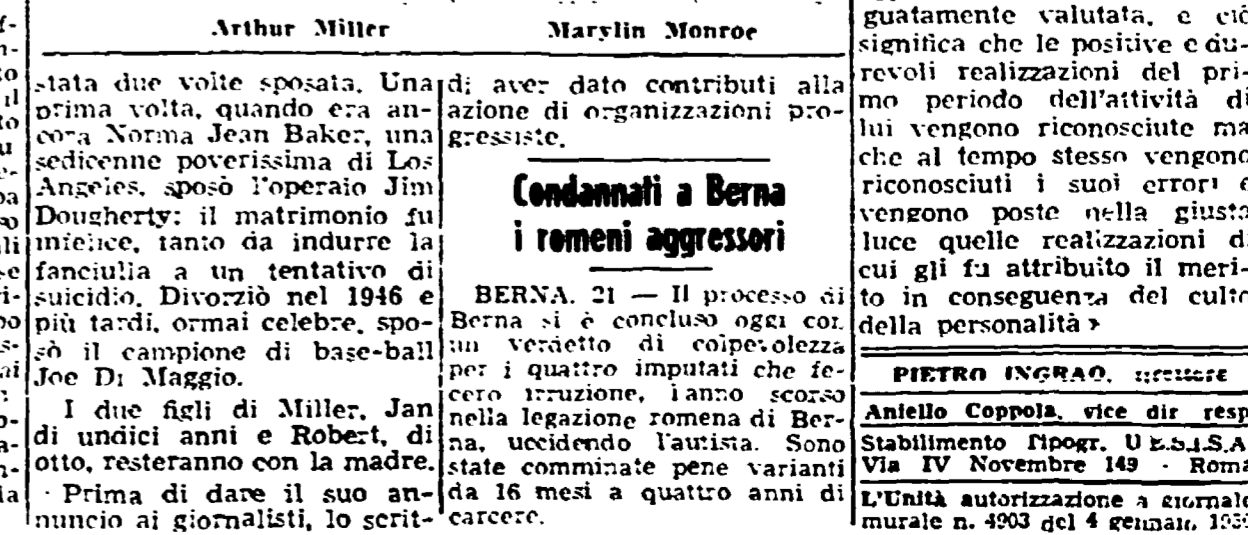 Arthur Miller
Marylin Monroe
stata due volte sposata. Una
prima volta, quando era an-
cora Norma Jean Baker, una
sedicenne poverissima di Los
Angeles, sposò l'operaio Jim
Dougherty: il matrimonio fu
infelice, tanto da indurre la
fanciulla a un tentativo di
suicidio. Divorziò nel 1946 e
più tardi, ormai celebre, spo-
sò il campione di base-ball
Joe Di Maggio.
I due figli di Miller, Jan
di undici anni e Robert, di
otto, resteranno con la madre.
Prima di dare il suo an-
nuncio ai giornalisti, lo scrit-
di aver dato contributi alla
azione di organizzazioni pro-
gressiste.
Condannati a Berna
i romeni aggressori
BERNA, 21 — Il processo di
Berna si è concluso oggi con
un verdetto di colpevolezza
per i quattro imputati che fe-
cero irruzione, l'anno scorso
nella legazione romena di Ber-
na, uccidendo l'autista. Sono
state comminate pene varianti
da 16 mesi a quattro anni di
carcere.
guatamente valutata, e ciò
significa che le positive e du-
revoli realizzazioni del pri-
mo periodo dell'attività di
lui vengono riconosciute ma
che al tempo stesso vengono
riconosciuti i suoi errori e
vengono poste nella giusta
luce quelle realizzazioni di
cui gli fu attribuito il meri-
to in conseguenza del culto
della personalità »
PIETRO INGRAO, direttore
Aniello Coppola, vice dir resp
Stabilimento Tipogr. U.E.S.I.S.A.
Via IV Novembre 149 - Roma
L'Unità autorizzazione a giornale
murale n. 4903 del 4 gennaio